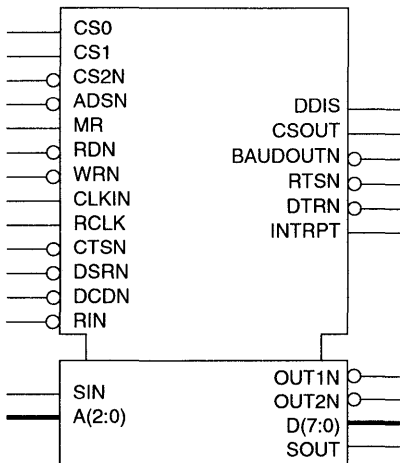 CS0
CS1
CS2N
ADSN
MR
RDN
WRN
CLKIN
RCLK
CTSN
DSRN
DCDN
RIN
DDIS
CSOUT
BAUDOUTN
RTSN
DTRN
INTRPT
SIN
A(2:0)
OUT1N
OUT2N
D(7:0)
SOUT